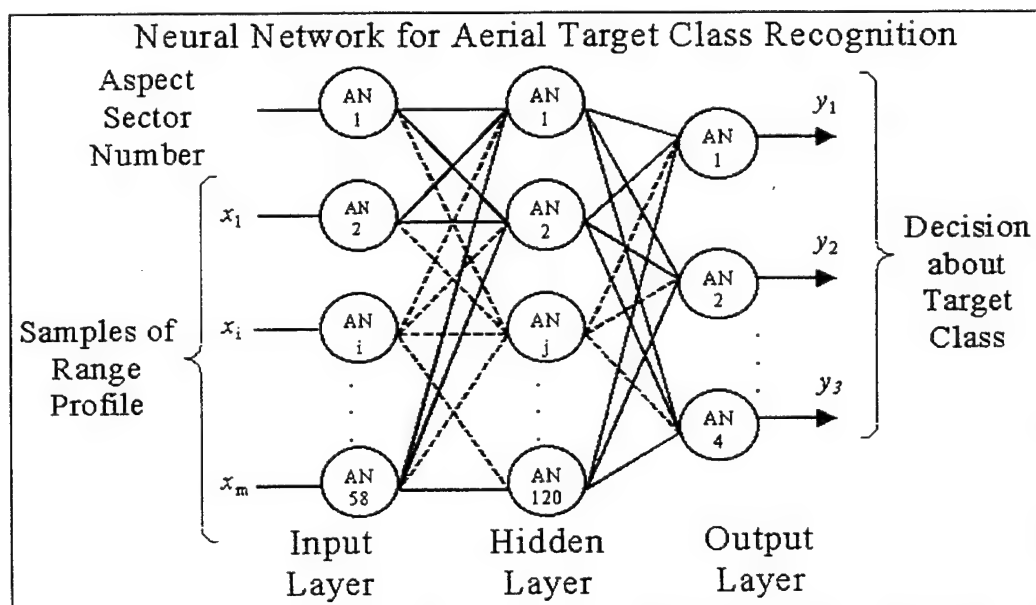 Neural Network for Aerial Target Class Recognition
Aspect
Sector
Number
x1
xi
xm
Samples of
Range
Profile
AN
1
AN
2
AN
i
AN
58
AN
1
AN
2
AN
j
AN
120
AN
1
AN
2
AN
4
y1
y2
y3
Decision
about
Target
Class
Input
Layer
Hidden
Layer
Output
Layer